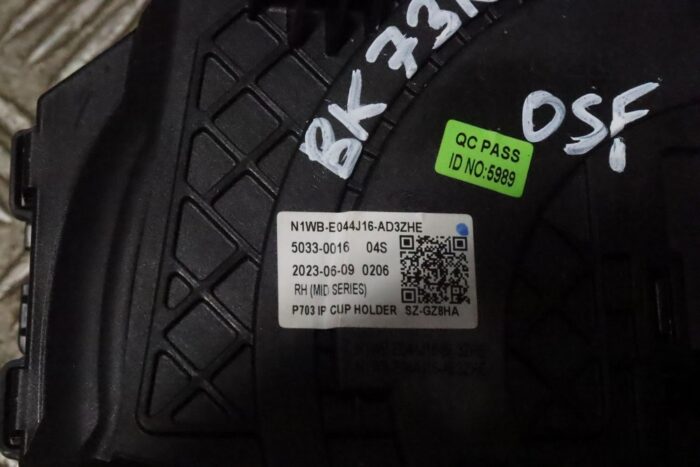 BK 73
OSF
QC PASS
ID NO:5989
N1WB-E044J16-AD3ZHE
5033-0016 04S
2023-06-09 0206
RH (MID SERIES)
P703 IP CUP HOLDER SZ-GZ8HA